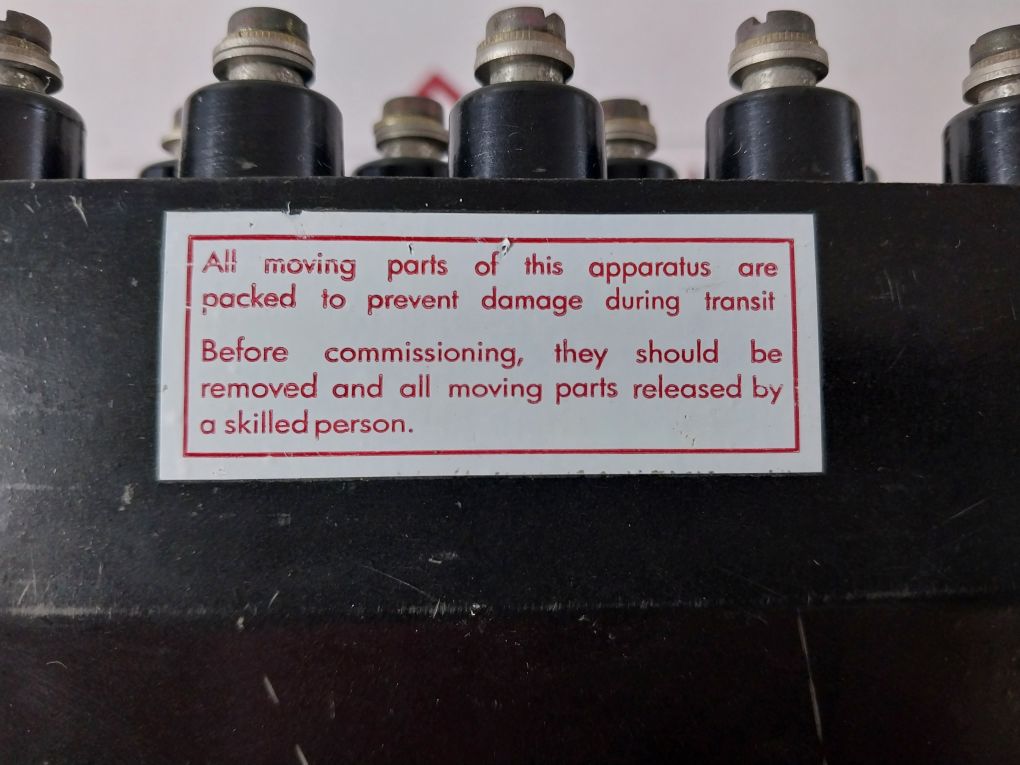 All moving parts of this apparatus are
packed to prevent damage during transit
Before commissioning, they should be
removed and all moving parts released by
a skilled person.